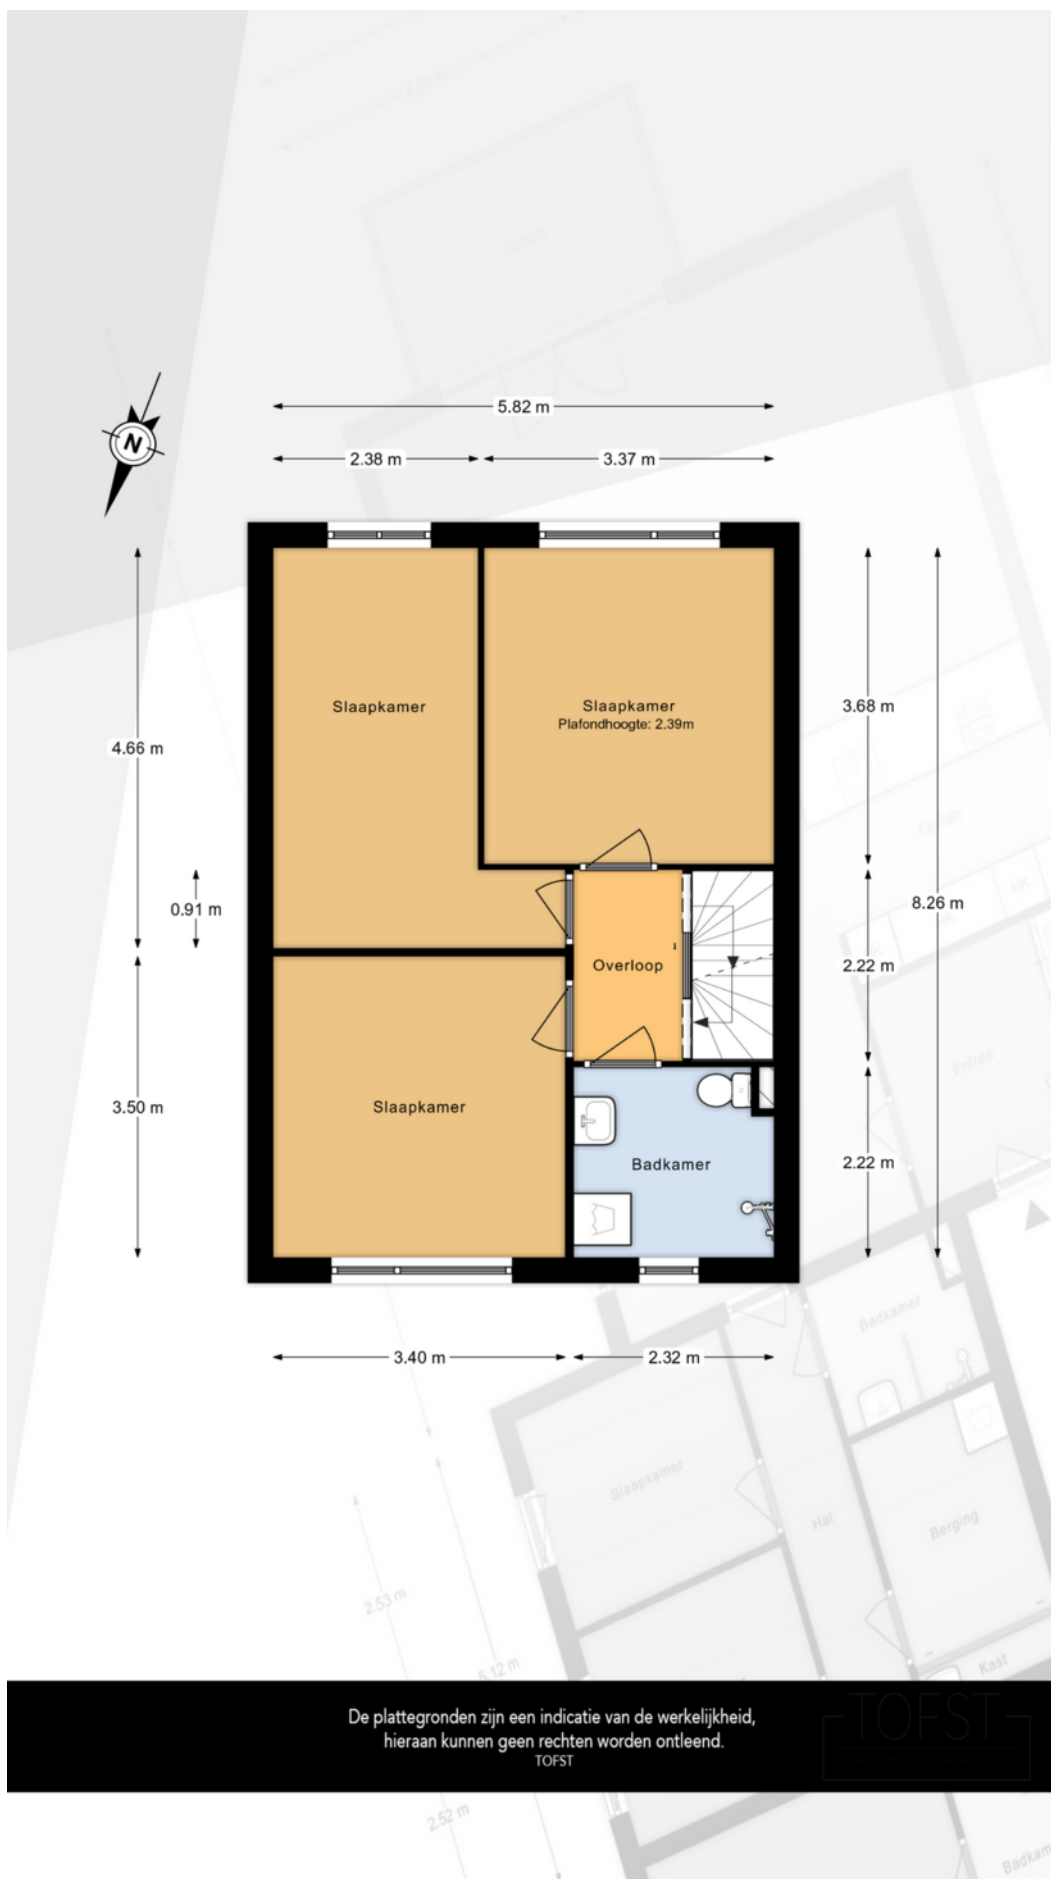 5.82 m
2.38 m
3.37 m
N
Slaapkamer
Slaapkamer
Plafondhoogte: 2.39m
3.68 m
4.66 m
0.91 m
8.26 m
Overloop
2.22 m
Slaapkamer
3.50 m
Badkamer
2.22 m
3.40 m
2.32 m
Keuken
HK
HK
HK
Entree
Badkamer
Slaapkamer
Hal
Berging
2.53 m
5.12 m
Kast
De plattegronden zijn een indicatie van de werkelijkheid,
hieraan kunnen geen rechten worden ontleend.
TOFST
TOFST
2.52 m
Badkam